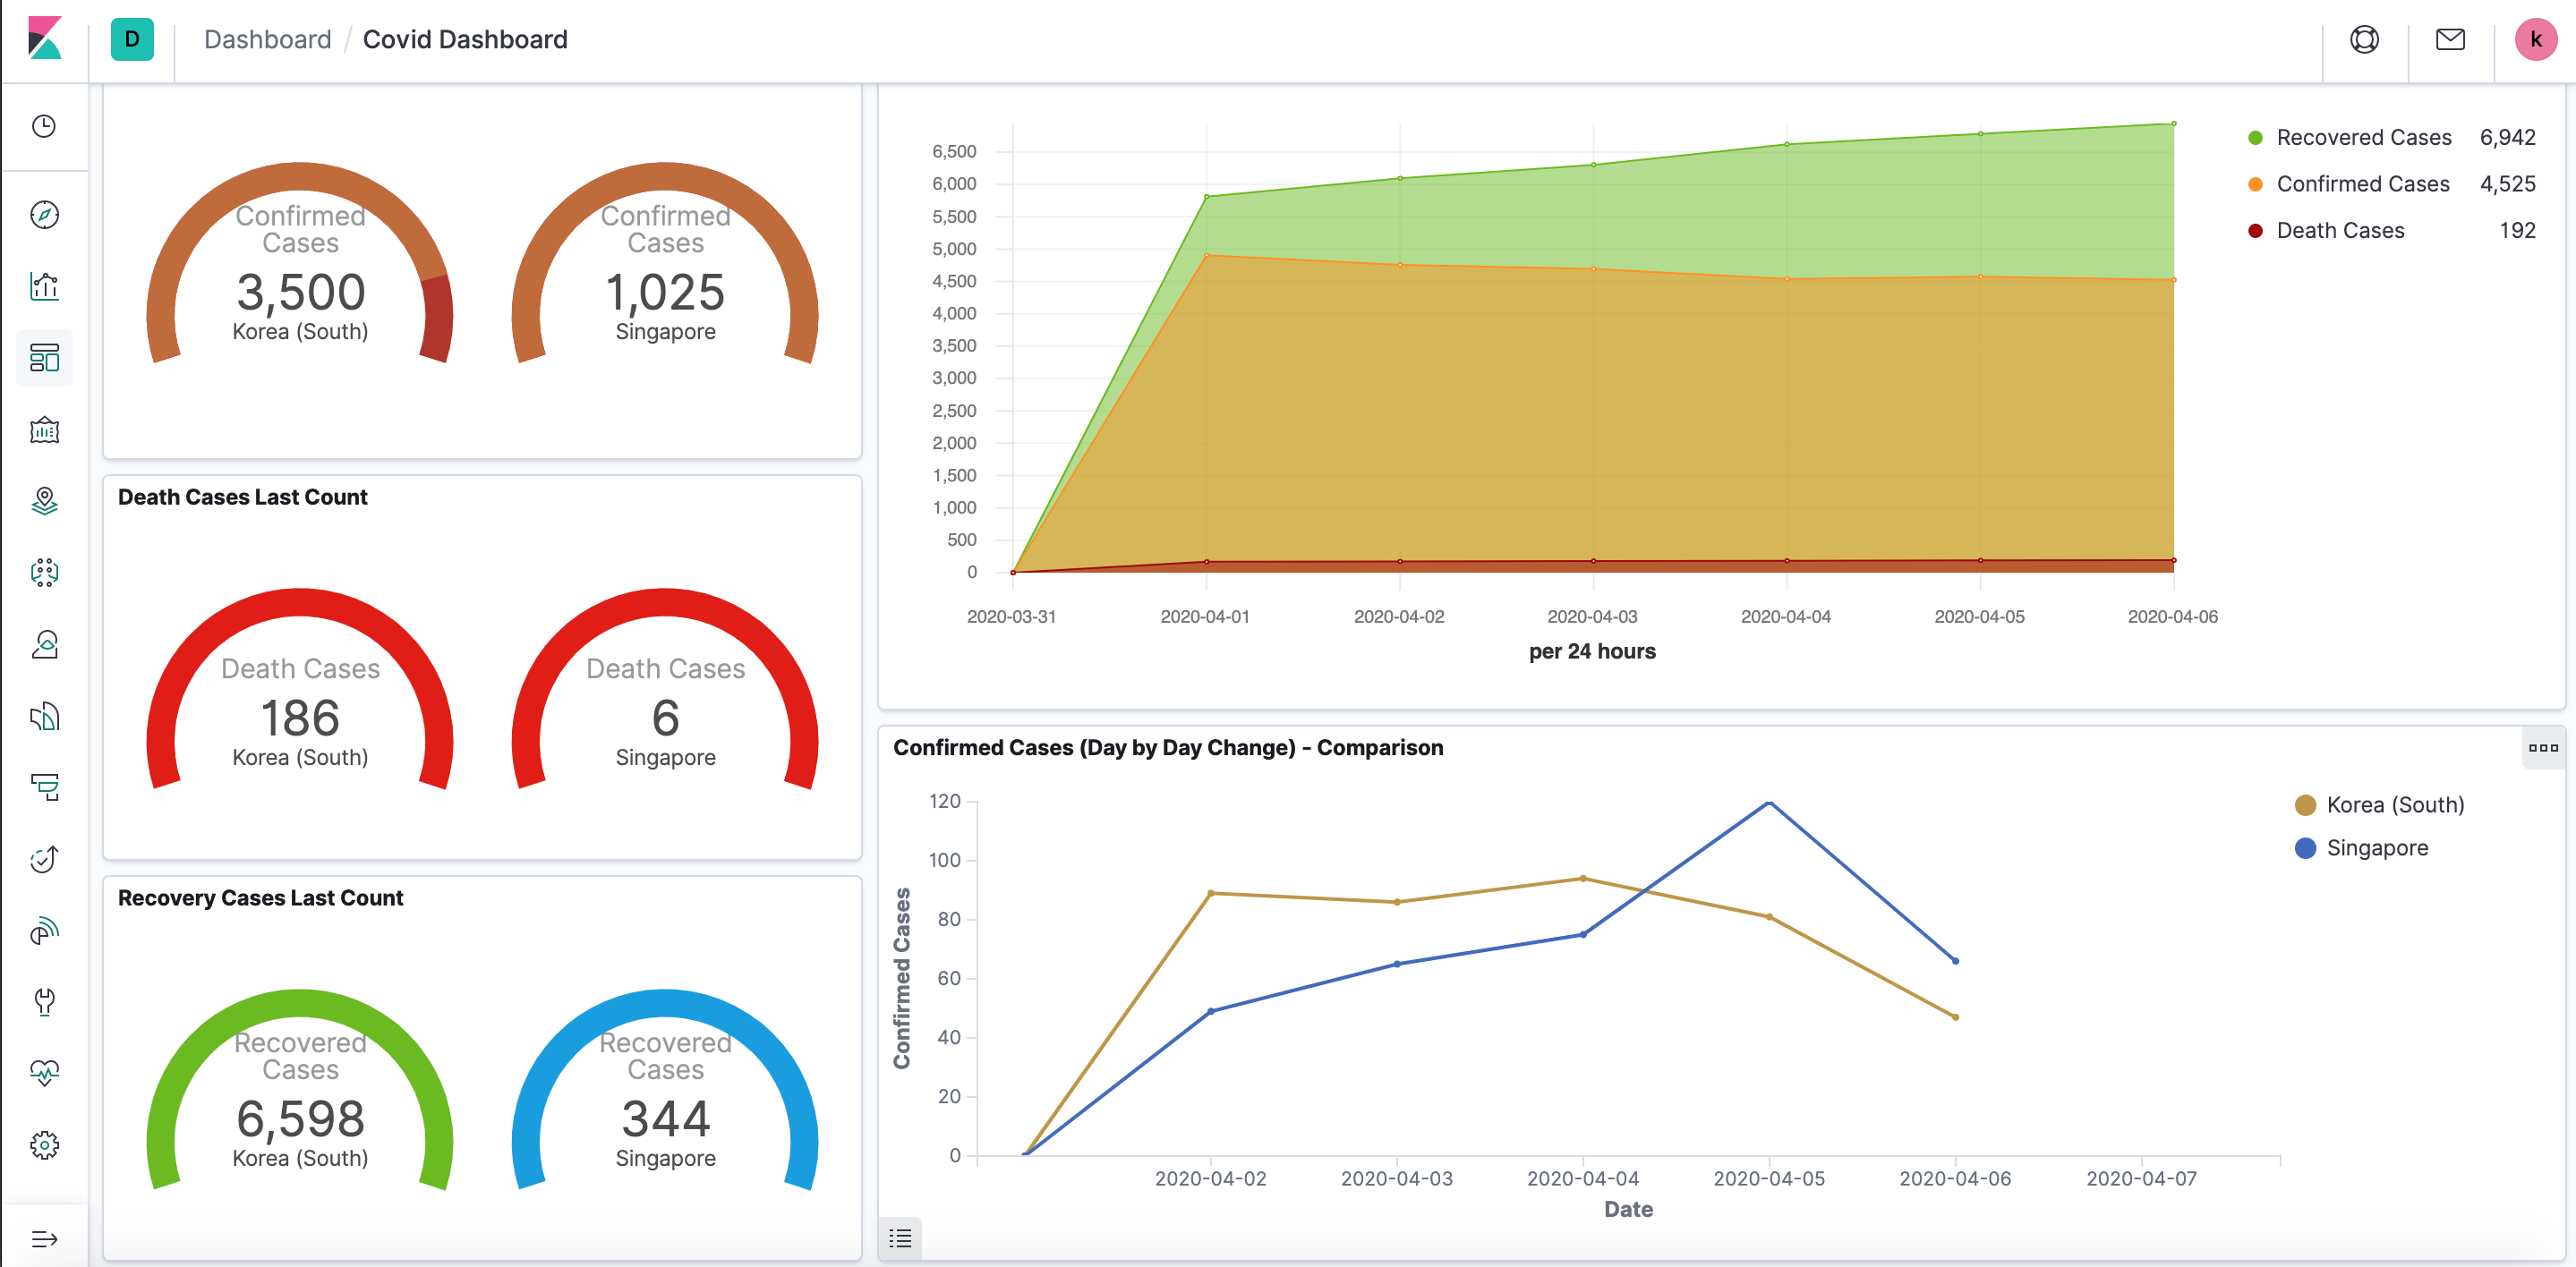 D
Dashboard / Covid Dashboard
k
Confirmed
Cases
3,500
Korea (South)
Confirmed
Cases
1,025
Singapore
6,500
6,000
5,500
5,000
4,500
4,000
3,500
3,000
2,500
2,000
1,500
1,000
500
0
2020-03-31
2020-04-01
2020-04-02
2020-04-03
2020-04-04
2020-04-05
2020-04-06
per 24 hours
Recovered Cases 6,942
Confirmed Cases 4,525
Death Cases 192
Death Cases Last Count
Death Cases
186
Korea (South)
Death Cases
6
Singapore
Recovery Cases Last Count
Recovered
Cases
6,598
Korea (South)
Recovered
Cases
344
Singapore
Confirmed Cases (Day by Day Change) - Comparison
Confirmed Cases
120
100
80
60
40
20
0
2020-04-02
2020-04-03
2020-04-04
2020-04-05
2020-04-06
2020-04-07
Date
Korea (South)
Singapore